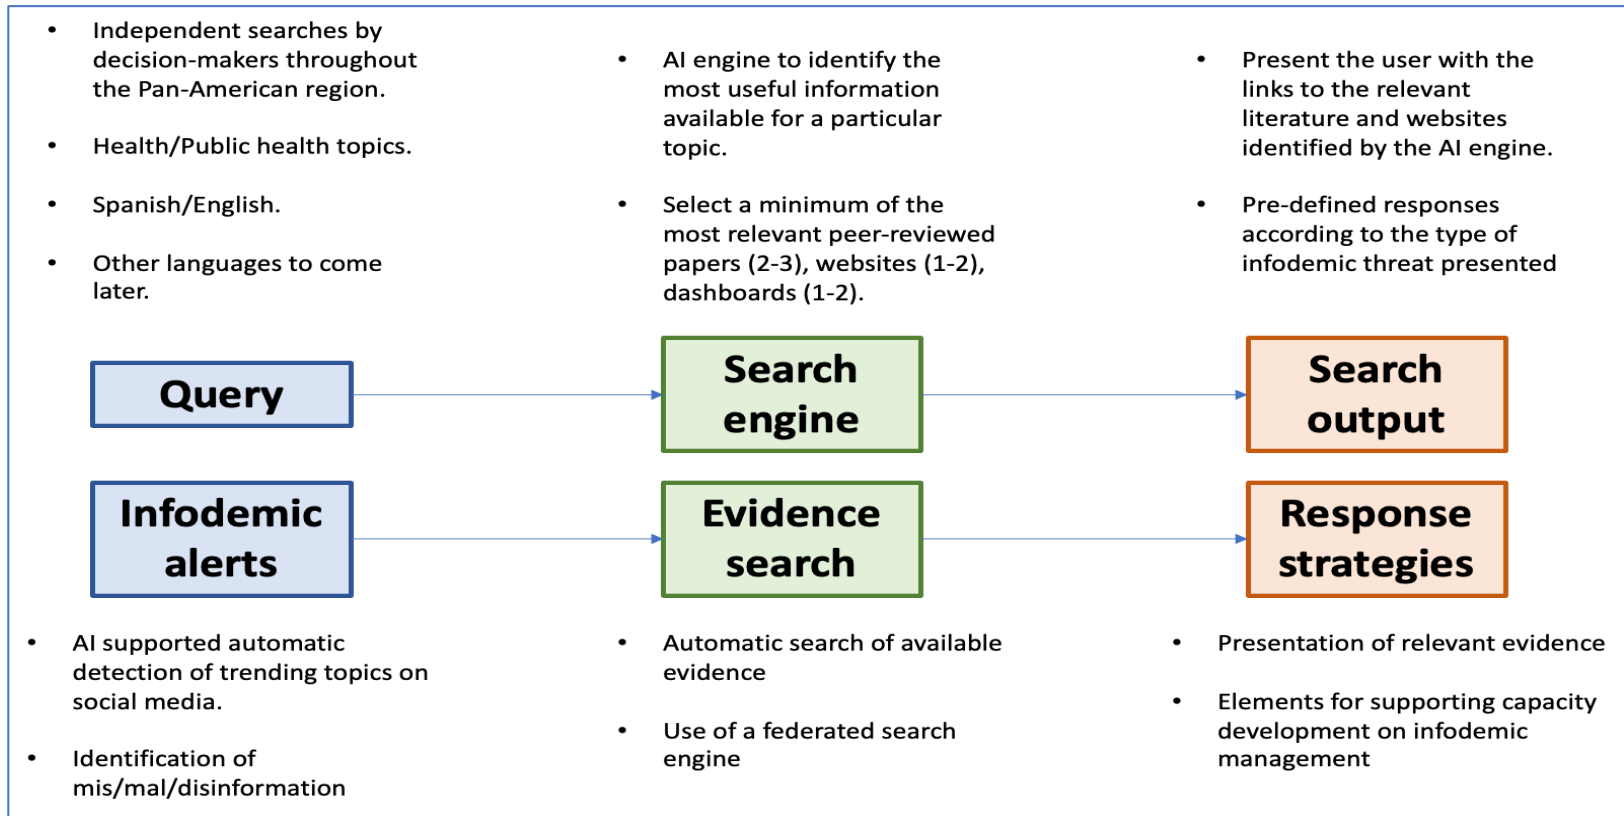 • Independent searches by
decision-makers throughout
the Pan-American region.
• Health/Public health topics.
• Spanish/English.
• Other languages to come
later.
• AI engine to identify the
most useful information
available for a particular
topic.
• Select a minimum of the
most relevant peer-reviewed
papers (2-3), websites (1-2),
dashboards (1-2).
• Present the user with the
links to the relevant
literature and websites
identified by the AI engine.
• Pre-defined responses
according to the type of
infodemic threat presented
Query
Search
engine
Search
output
Infodemic
alerts
Evidence
search
Response
strategies
• AI supported automatic
detection of trending topics on
social media.
• Identification of
mis/mal/disinformation
• Automatic search of available
evidence
• Use of a federated search
engine
• Presentation of relevant evidence
• Elements for supporting capacity
development on infodemic
management